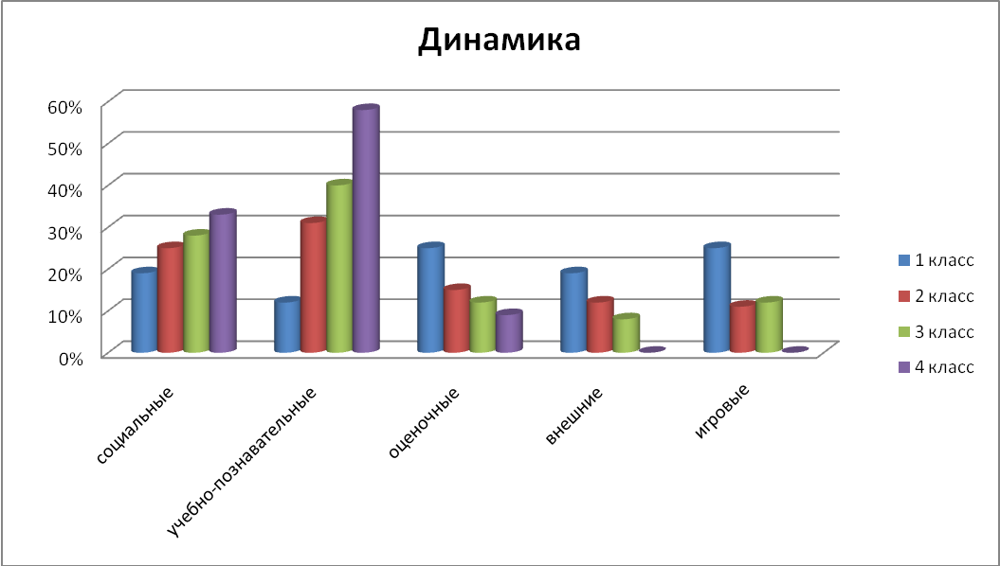 Динамика
60%
50%
40%
30%
20%
10%
0%
социальные
учебно-познавательные
оценочные
внешние
игровые
1 класс
2 класс
3 класс
4 класс